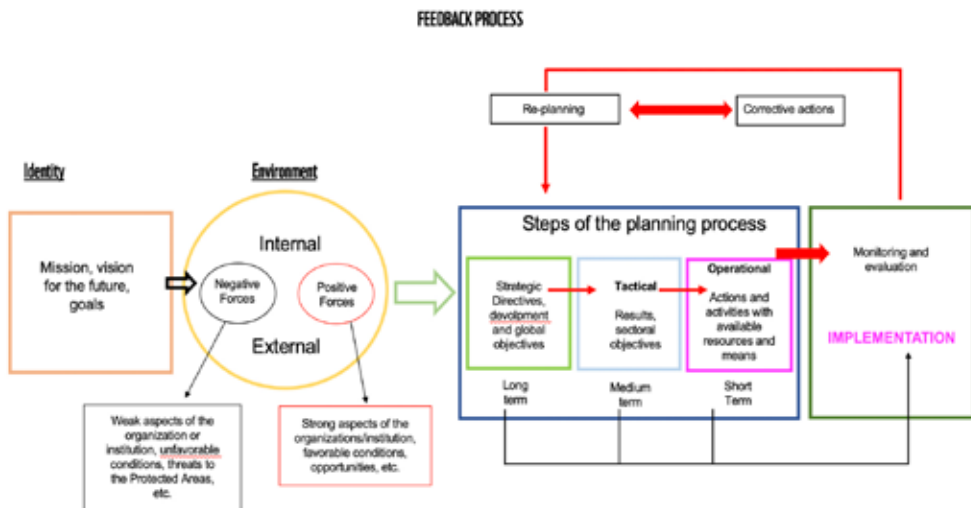 FEEDBACK PROCESS
Re-planning
Corrective actions
Identity
Environment
Mission, vision
for the future,
goals
Internal
Negative
Forces
Positive
Forces
External
Weak aspects of the
organization or
institution, unfavorable
conditions, threats to
the Protected Areas,
etc.
Strong aspects of the
organizations/institution,
favorable conditions,
opportunities, etc.
Steps of the planning process
Strategic
Directives,
devolpment
and global
objectives
Tactical
Results,
sectoral
objectives
Operational
Actions and
activities with
available
resources and
means
Long
term
Medium
term
Short
Term
Monitoring and
evaluation
IMPLEMENTATION